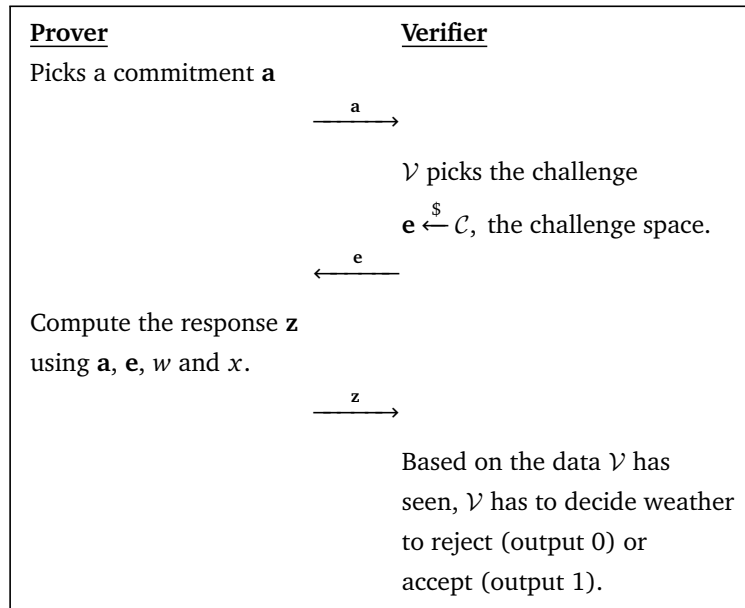 Prover Verifier
Picks a commitment a
a
𝒱 picks the challenge
e $← 𝒞, the challenge space.
e
Compute the response z
using a, e, w and x.
z
Based on the data 𝒱 has
seen, 𝒱 has to decide weather
to reject (output 0) or
accept (output 1).